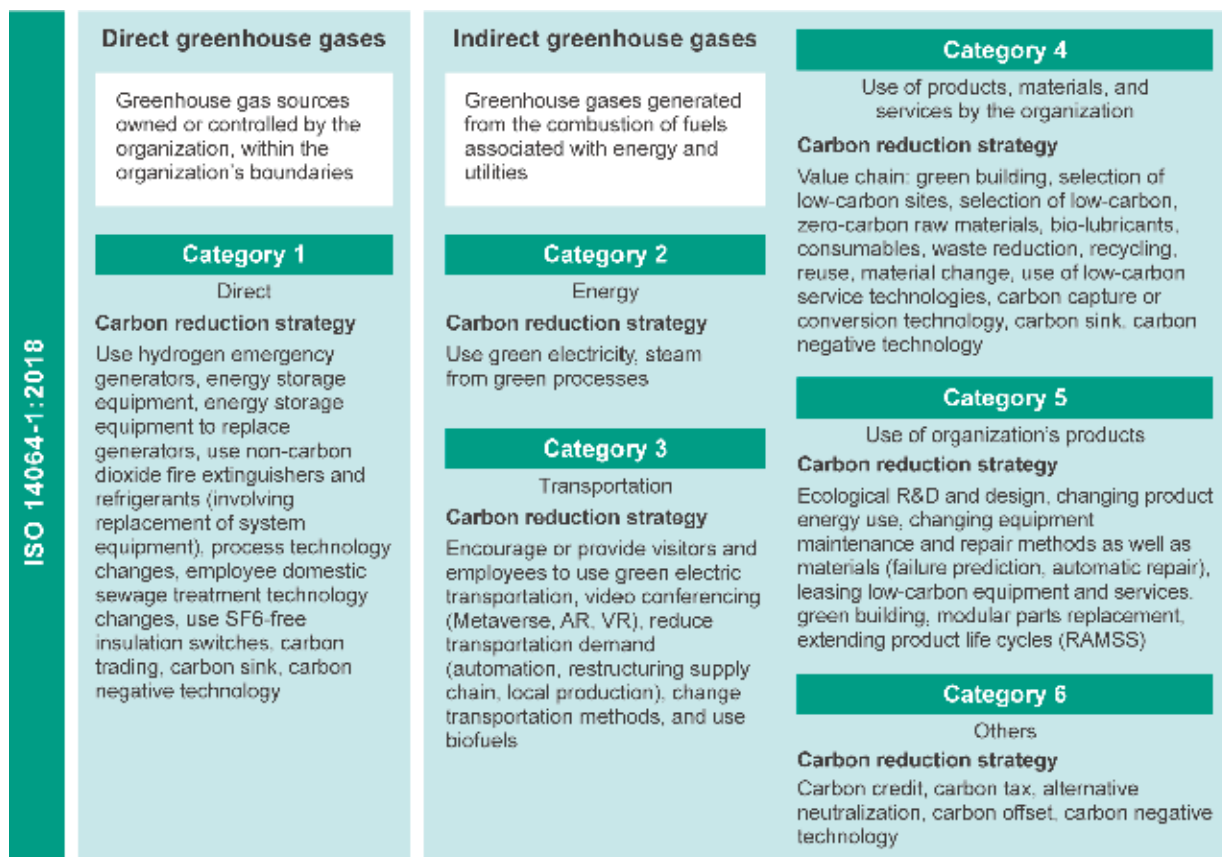 ISO 14064-1:2018
Direct greenhouse gases
Greenhouse gas sources
owned or controlled by the
organization, within the
organization's boundaries
Category 1
Direct
Carbon reduction strategy
Use hydrogen emergency
generators, energy storage
equipment, energy storage
equipment to replace
generators, use non-carbon
dioxide fire extinguishers and
refrigerants (involving
replacement of system
equipment), process technology
changes, employee domestic
sewage treatment technology
changes, use SF6-free
insulation switches, carbon
trading, carbon sink, carbon
negative technology
Indirect greenhouse gases
Greenhouse gases generated
from the combustion of fuels
associated with energy and
utilities
Category 2
Energy
Carbon reduction strategy
Use green electricity, steam
from green processes
Category 3
Transportation
Carbon reduction strategy
Encourage or provide visitors and
employees to use green electric
transportation, video conferencing
(Metaverse, AR, VR), reduce
transportation demand
(automation, restructuring supply
chain, local production), change
transportation methods, and use
biofuels
Category 4
Use of products, materials, and
services by the organization
Carbon reduction strategy
Value chain: green building, selection of
low-carbon sites, selection of low-carbon,
zero-carbon raw materials, bio-lubricants,
consumables, waste reduction, recycling,
reuse, material change, use of low-carbon
service technologies, carbon capture or
conversion technology, carbon sink, carbon
negative technology
Category 5
Use of organization's products
Carbon reduction strategy
Ecological R&D and design, changing product
energy use, changing equipment
maintenance and repair methods as well as
materials (failure prediction, automatic repair),
leasing low-carbon equipment and services,
green building, modular parts replacement,
extending product life cycles (RAMSS)
Category 6
Others
Carbon reduction strategy
Carbon credit, carbon tax, alternative
neutralization, carbon offset, carbon negative
technology